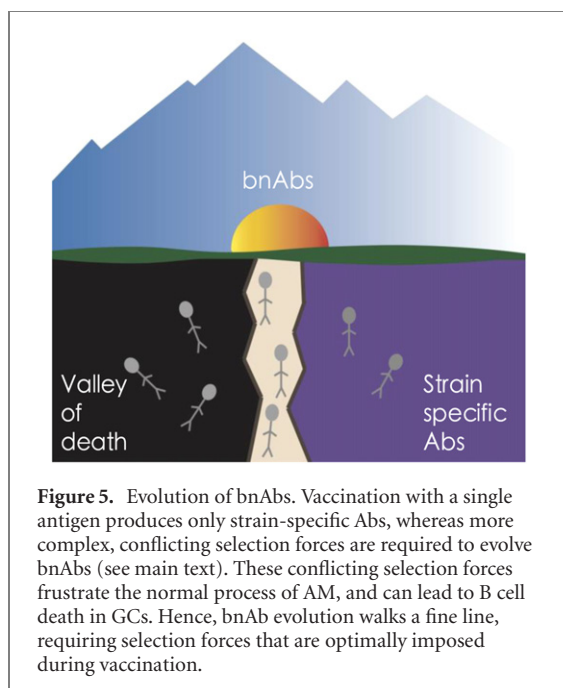 bnAbs
Valley
of
death
Strain
specific
Abs
Figure 5. Evolution of bnAbs. Vaccination with a single
antigen produces only strain-specific Abs, whereas more
complex, conflicting selection forces are required to evolve
bnAbs (see main text). These conflicting selection forces
frustrate the normal process of AM, and can lead to B cell
death in GCs. Hence, bnAb evolution walks a fine line,
requiring selection forces that are optimally imposed
during vaccination.